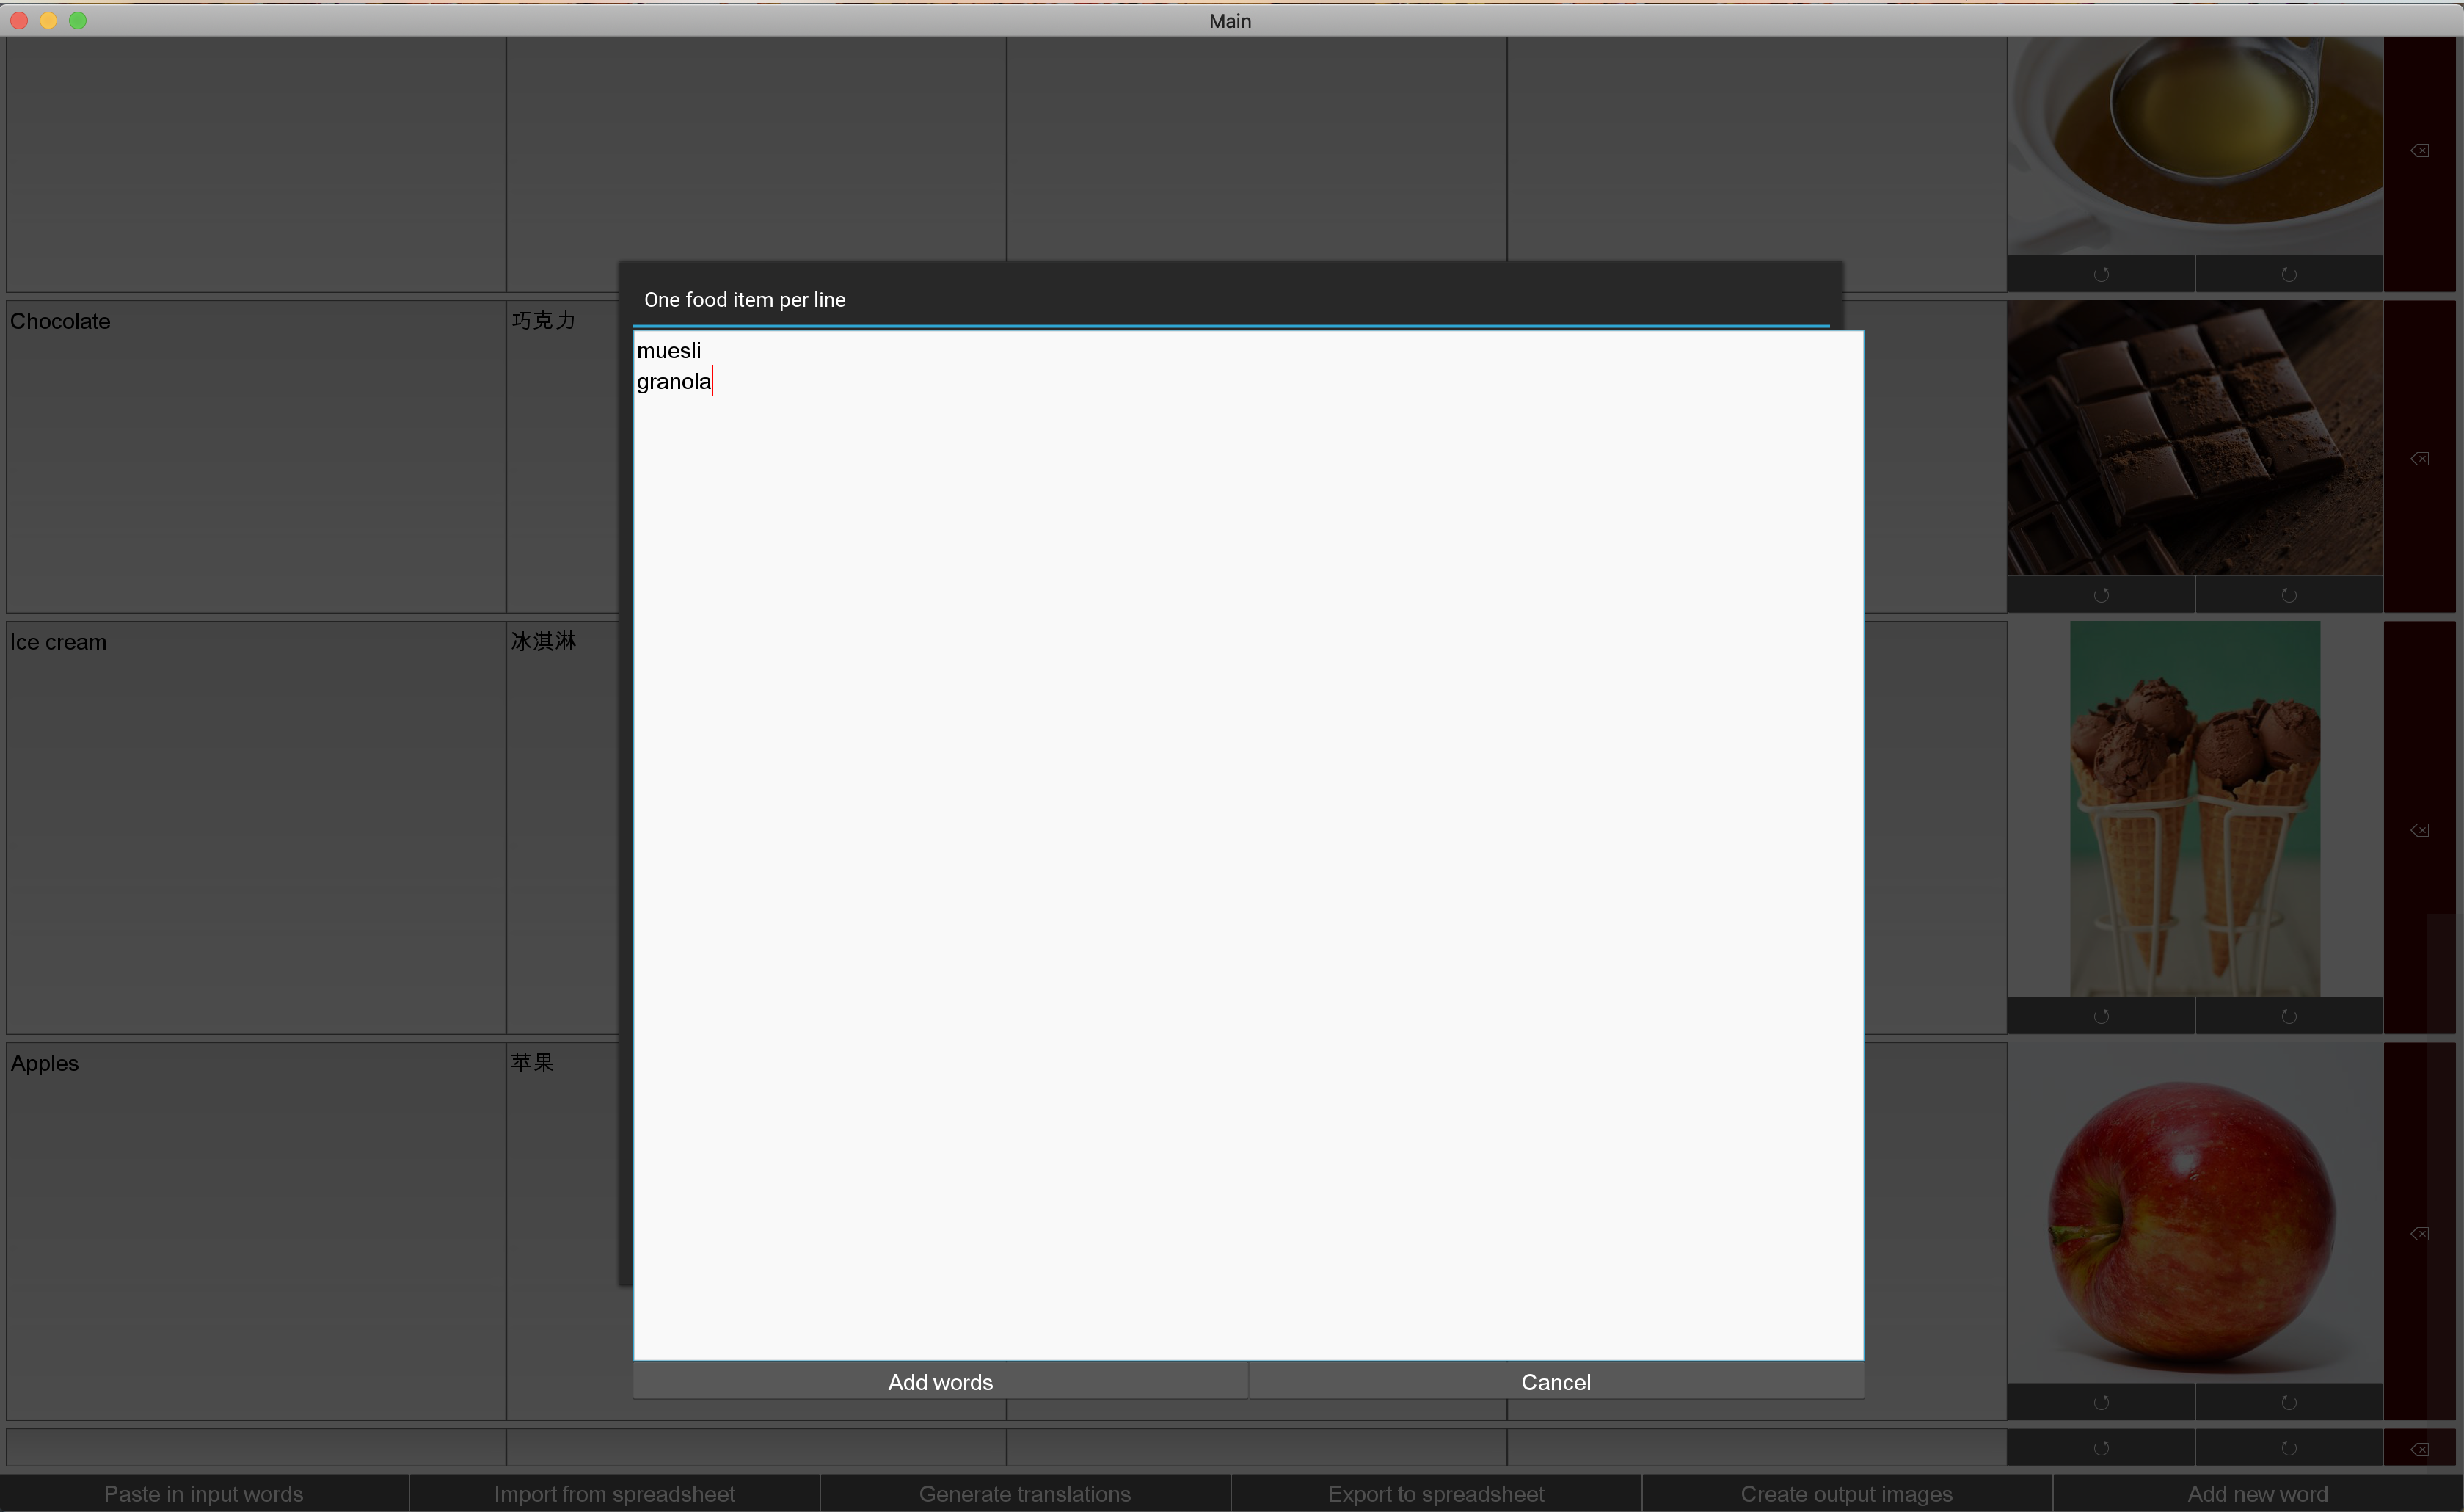 Main
One food item per line
muesli
granola
Chocolate
巧克力
Ice cream
冰淇淋
Apples
苹果
Add words
Cancel
Paste in input words
Import from spreadsheet
Generate translations
Export to spreadsheet
Create output images
Add new word